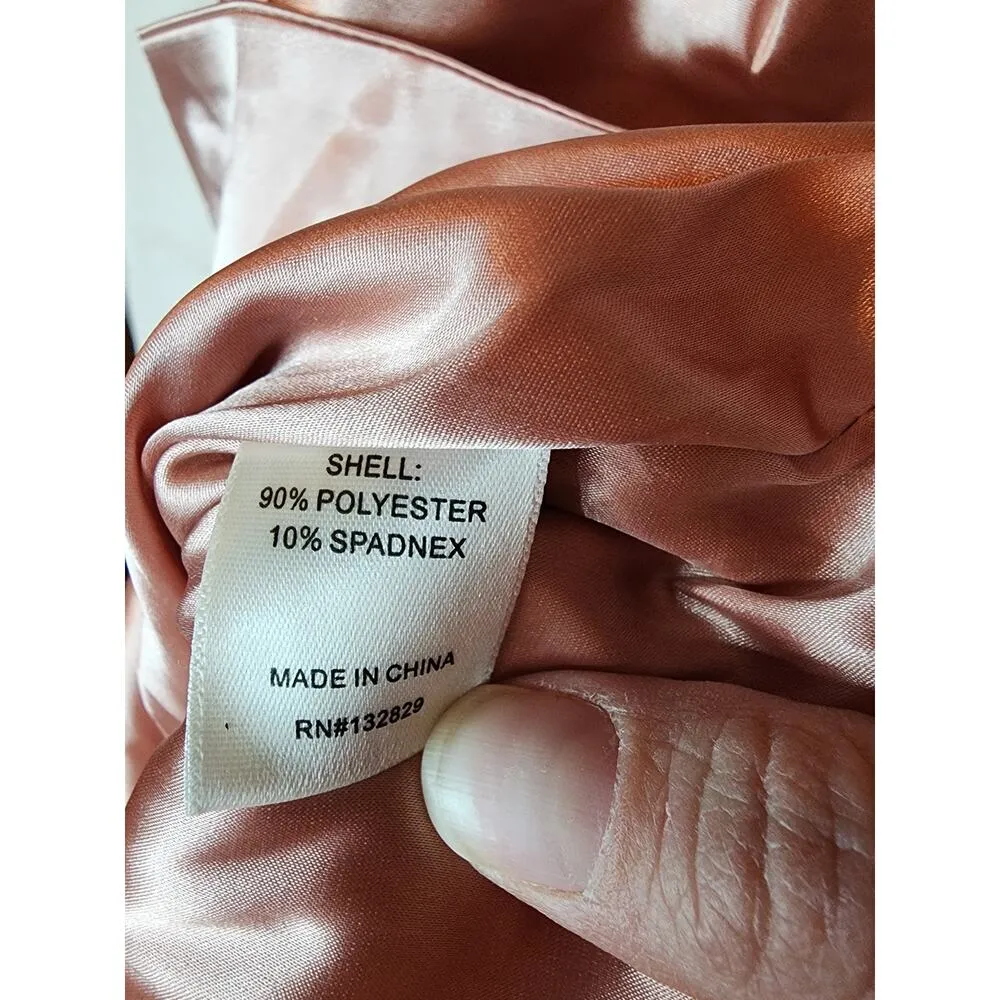 SHELL:
90% POLYESTER
10% SPADNEX
MADE IN CHINA
RN#132829